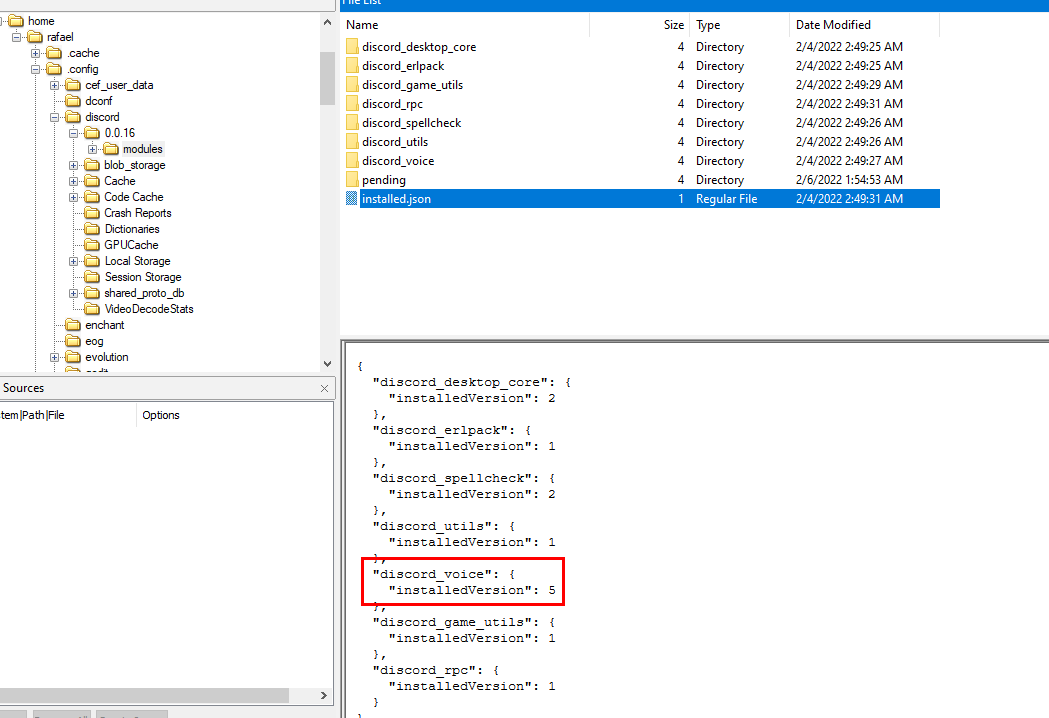 home
rafael
.cache
.config
cef_user_data
dconf
discord
0.0.16
modules
blob_storage
Cache
Code Cache
Crash Reports
Dictionaries
GPUCache
Local Storage
Session Storage
shared_proto_db
VideoDecodeStats
enchant
eog
evolution
File List
Name Size Type Date Modified
discord_desktop_core 4 Directory 2/4/2022 2:49:25 AM
discord_erlpack 4 Directory 2/4/2022 2:49:25 AM
discord_game_utils 4 Directory 2/4/2022 2:49:29 AM
discord_rpc 4 Directory 2/4/2022 2:49:31 AM
discord_spellcheck 4 Directory 2/4/2022 2:49:26 AM
discord_utils 4 Directory 2/4/2022 2:49:26 AM
discord_voice 4 Directory 2/4/2022 2:49:27 AM
pending 4 Directory 2/6/2022 1:54:53 AM
installed.json 1 Regular File 2/4/2022 2:49:31 AM
Sources
tem|Path|File Options
{
"discord_desktop_core": {
"installedVersion": 2
},
"discord_erlpack": {
"installedVersion": 1
},
"discord_spellcheck": {
"installedVersion": 2
},
"discord_utils": {
"installedVersion": 1
},
"discord_voice": {
"installedVersion": 5
},
"discord_game_utils": {
"installedVersion": 1
},
"discord_rpc": {
"installedVersion": 1
}
}